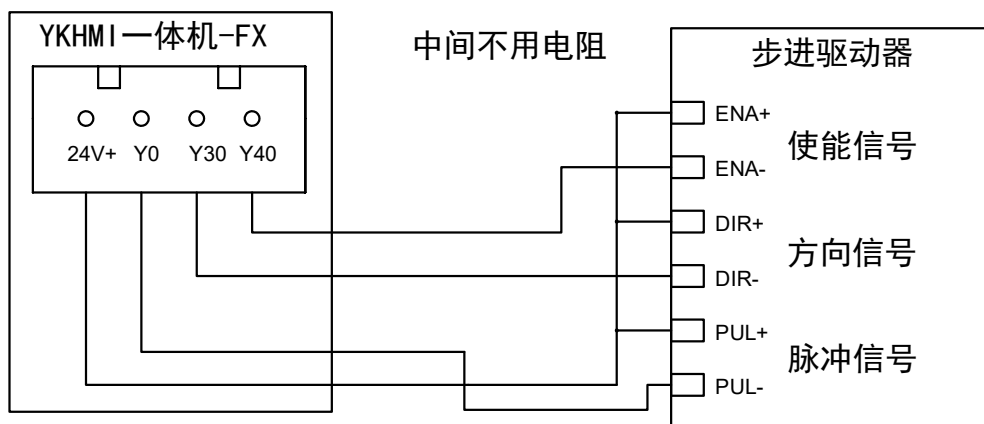 YKHMI一体机-FX
中间不用电阻
步进驱动器
24V+ Y0 Y30 Y40
ENA+
使能信号
ENA-
DIR+
方向信号
DIR-
PUL+
脉冲信号
PUL-